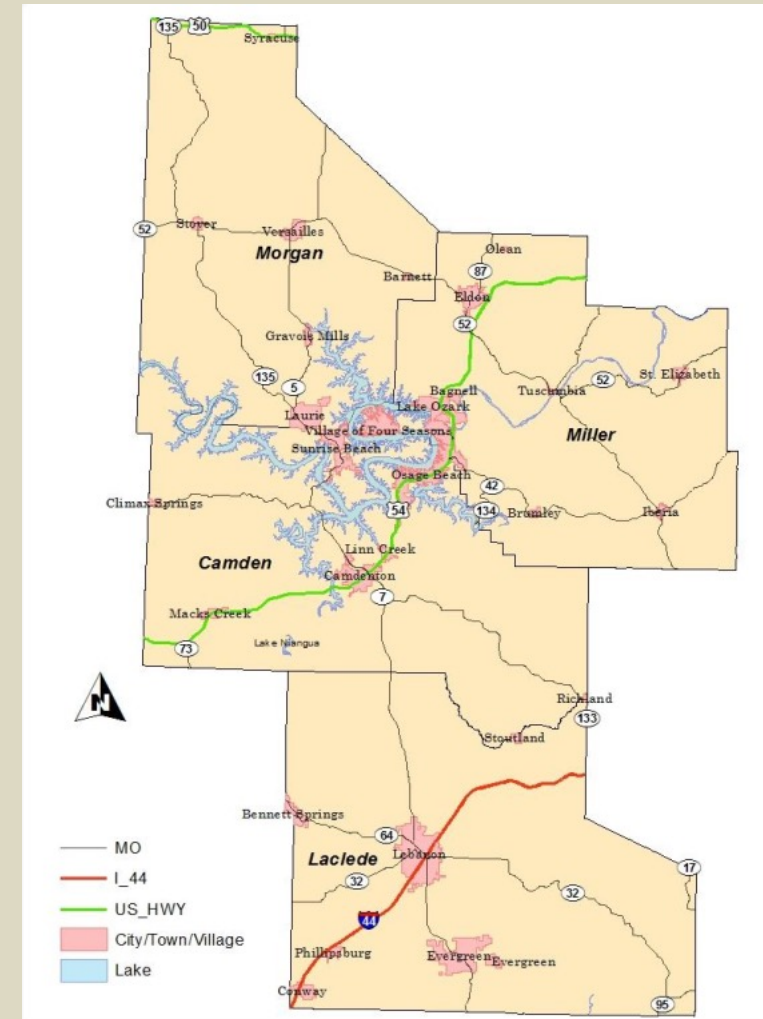 135
50
Syracuse
52
Stover
Versailles
Morgan
Olean
Barnett
87
Eldon
52
Gravois Mills
135
5
Bagnell
Tuscumbia
52
St. Elizabeth
Laurie
Lake Ozark
Village of Four Seasons
Miller
Sunrise Beach
Osage Beach
42
Climax Springs
54
134
Brumley
Iberia
Linn Creek
Camden
Camdenton
7
Macks Creek
73
Lake Niangua
N
Richland
133
Stoutland
Bennett Springs
64
Laclede
Lebanon
17
32
32
44
Phillipsburg
Evergreen
Evergreen
Conway
95
MO
I_44
US_HWY
City/Town/Village
Lake